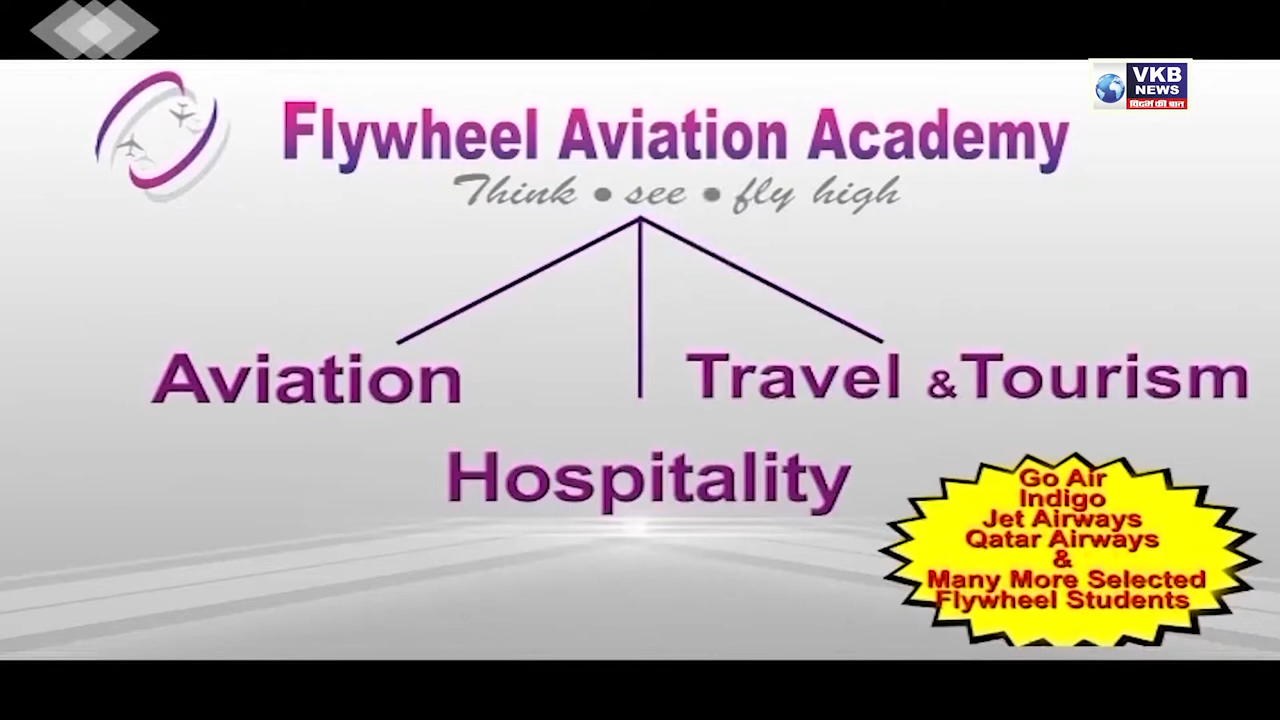 VKB
NEWS
विदर्भ की बात
Flywheel Aviation Academy
Think • see • fly high
Aviation
Travel & Tourism
Hospitality
Go Air
Indigo
Jet Airways
Qatar Airways
&
Many More Selected
Flywheel Students